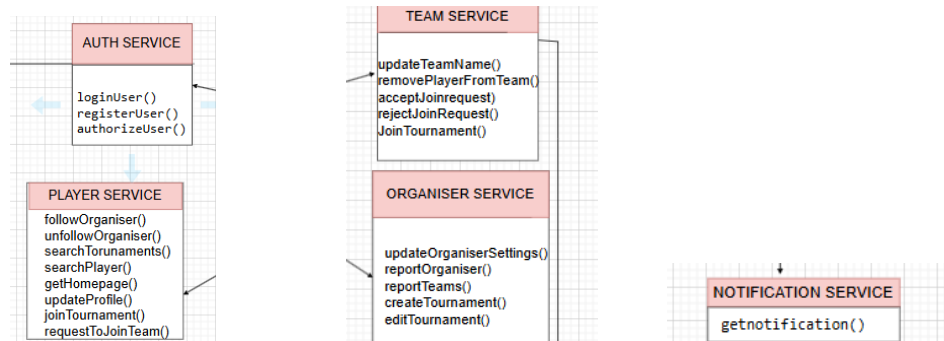 AUTH SERVICE
loginUser()
registerUser()
authorizeUser()
PLAYER SERVICE
followOrganiser()
unfollowOrganiser()
searchTorunaments()
searchPlayer()
getHomepage()
updateProfile()
joinTournament()
requestToJoinTeam()
TEAM SERVICE
updateTeamName()
removePlayerFromTeam()
acceptJoinrequest)
rejectJoinRequest()
JoinTournament()
ORGANISER SERVICE
updateOrganiserSettings()
reportOrganiser()
reportTeams()
createTournament()
editTournament()
NOTIFICATION SERVICE
getnotification()